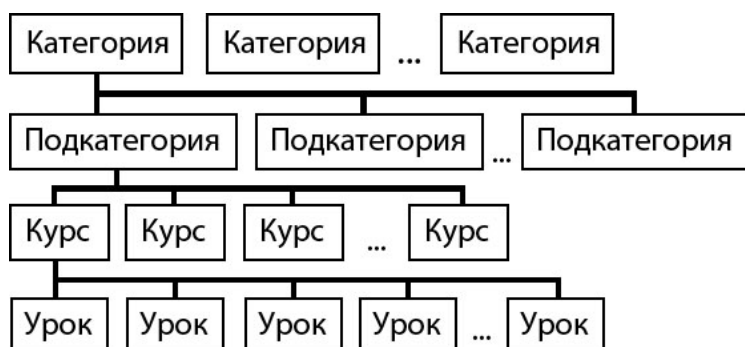 Категория Категория ... Категория
Подкатегория Подкатегория ... Подкатегория
Курс Курс Курс ... Курс
Урок Урок Урок Урок ... Урок